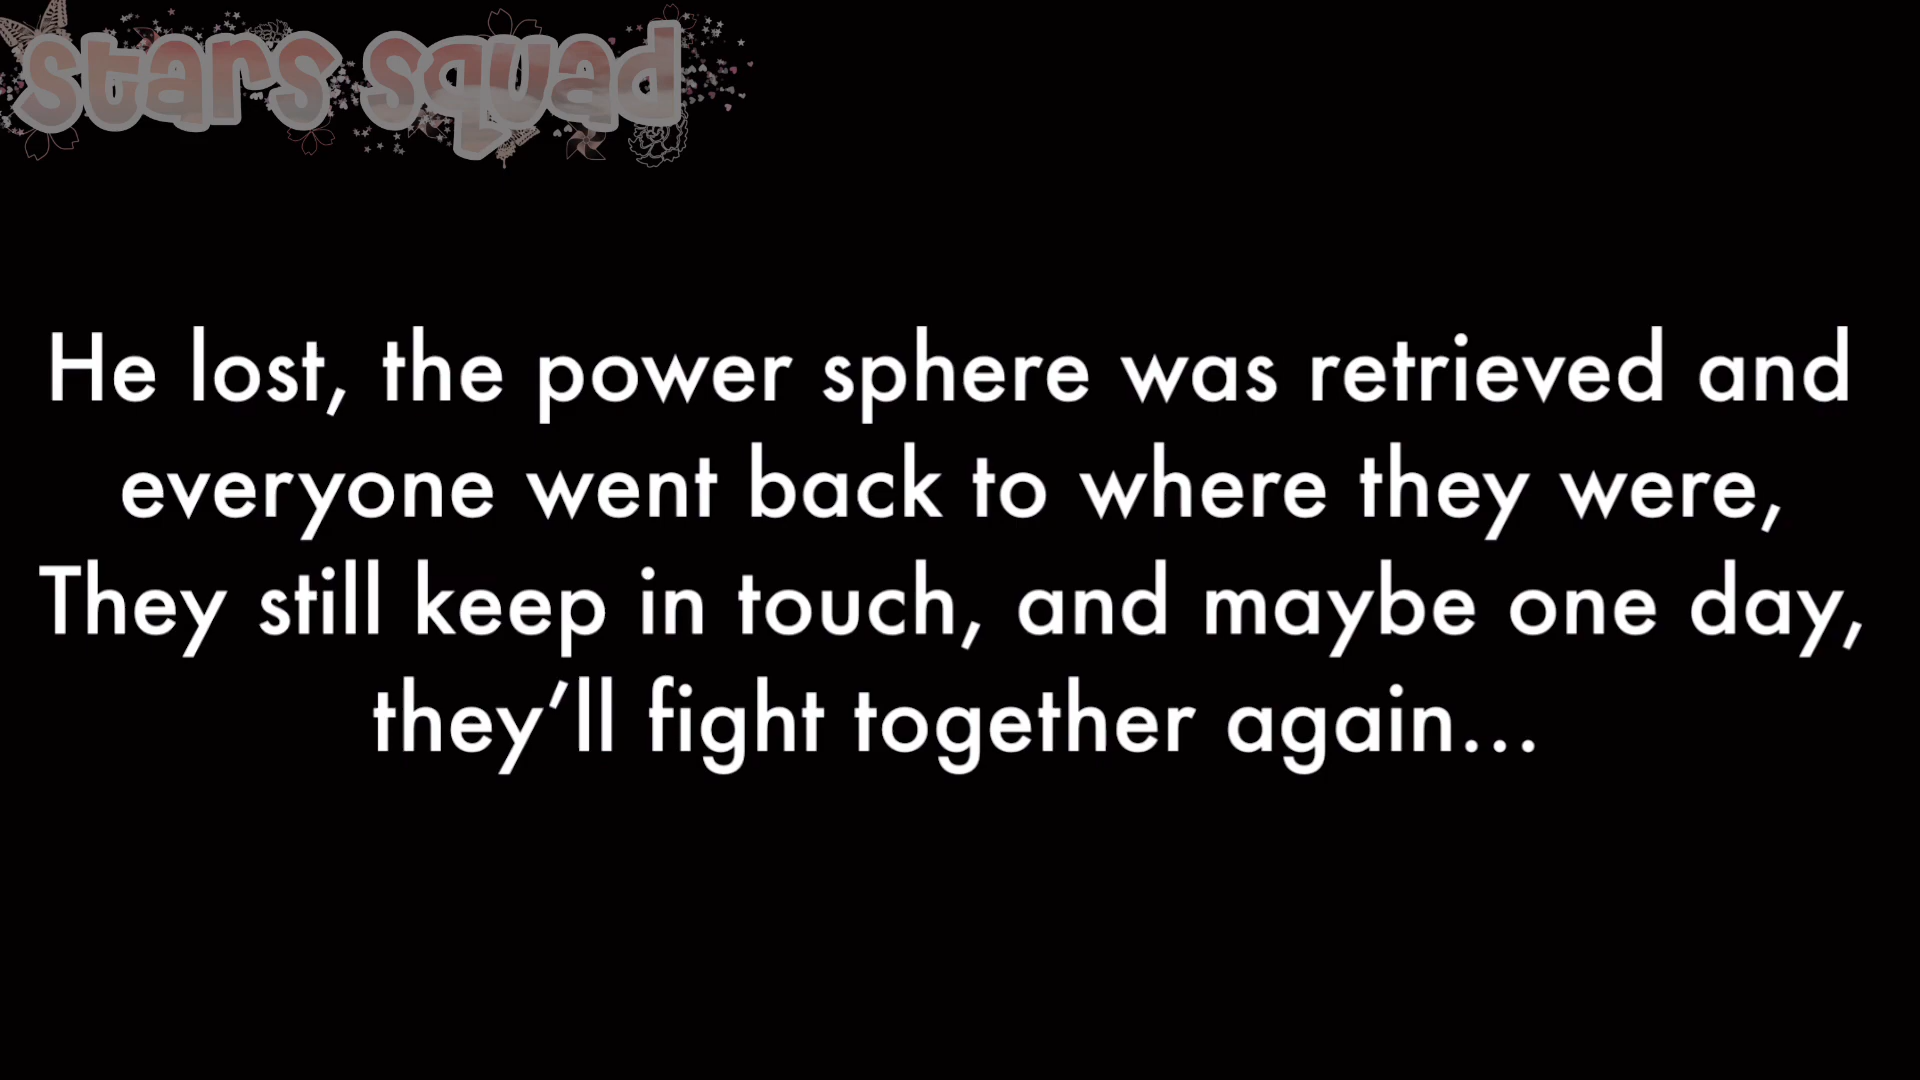 stars squad
He lost, the power sphere was retrieved and
everyone went back to where they were,
They still keep in touch, and maybe one day,
they’ll fight together again...